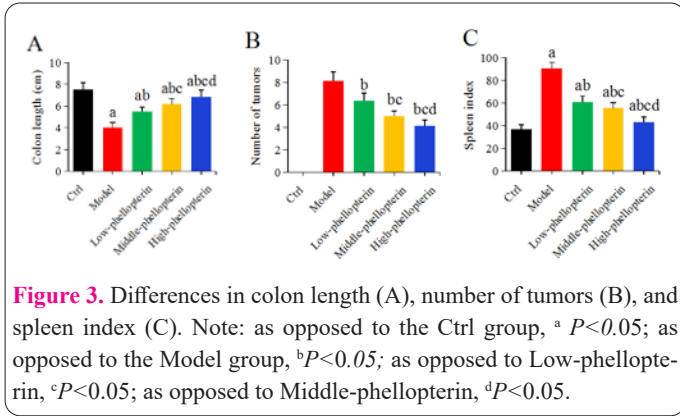 A
Colon length (cm)
10
8
6
4
2
0
a
ab
abc
abcd
Ctrl
Model
Low-phellopterin
Middle-phellopterin
High-phellopterin
B
Number of tumors
10
8
6
4
2
0
b
bc
bcd
Ctrl
Model
Low-phellopterin
Middle-phellopterin
High-phellopterin
C
Spleen index
100
80
60
40
20
0
a
ab
abc
abcd
Ctrl
Model
Low-phellopterin
Middle-phellopterin
High-phellopterin
Figure 3. Differences in colon length (A), number of tumors (B), and
spleen index (C). Note: as opposed to the Ctrl group, ᵃ P<0.05; as
opposed to the Model group, ᵇP<0.05; as opposed to Low-phellopte-
rin, ᶜP<0.05; as opposed to Middle-phellopterin, ᵈP<0.05.